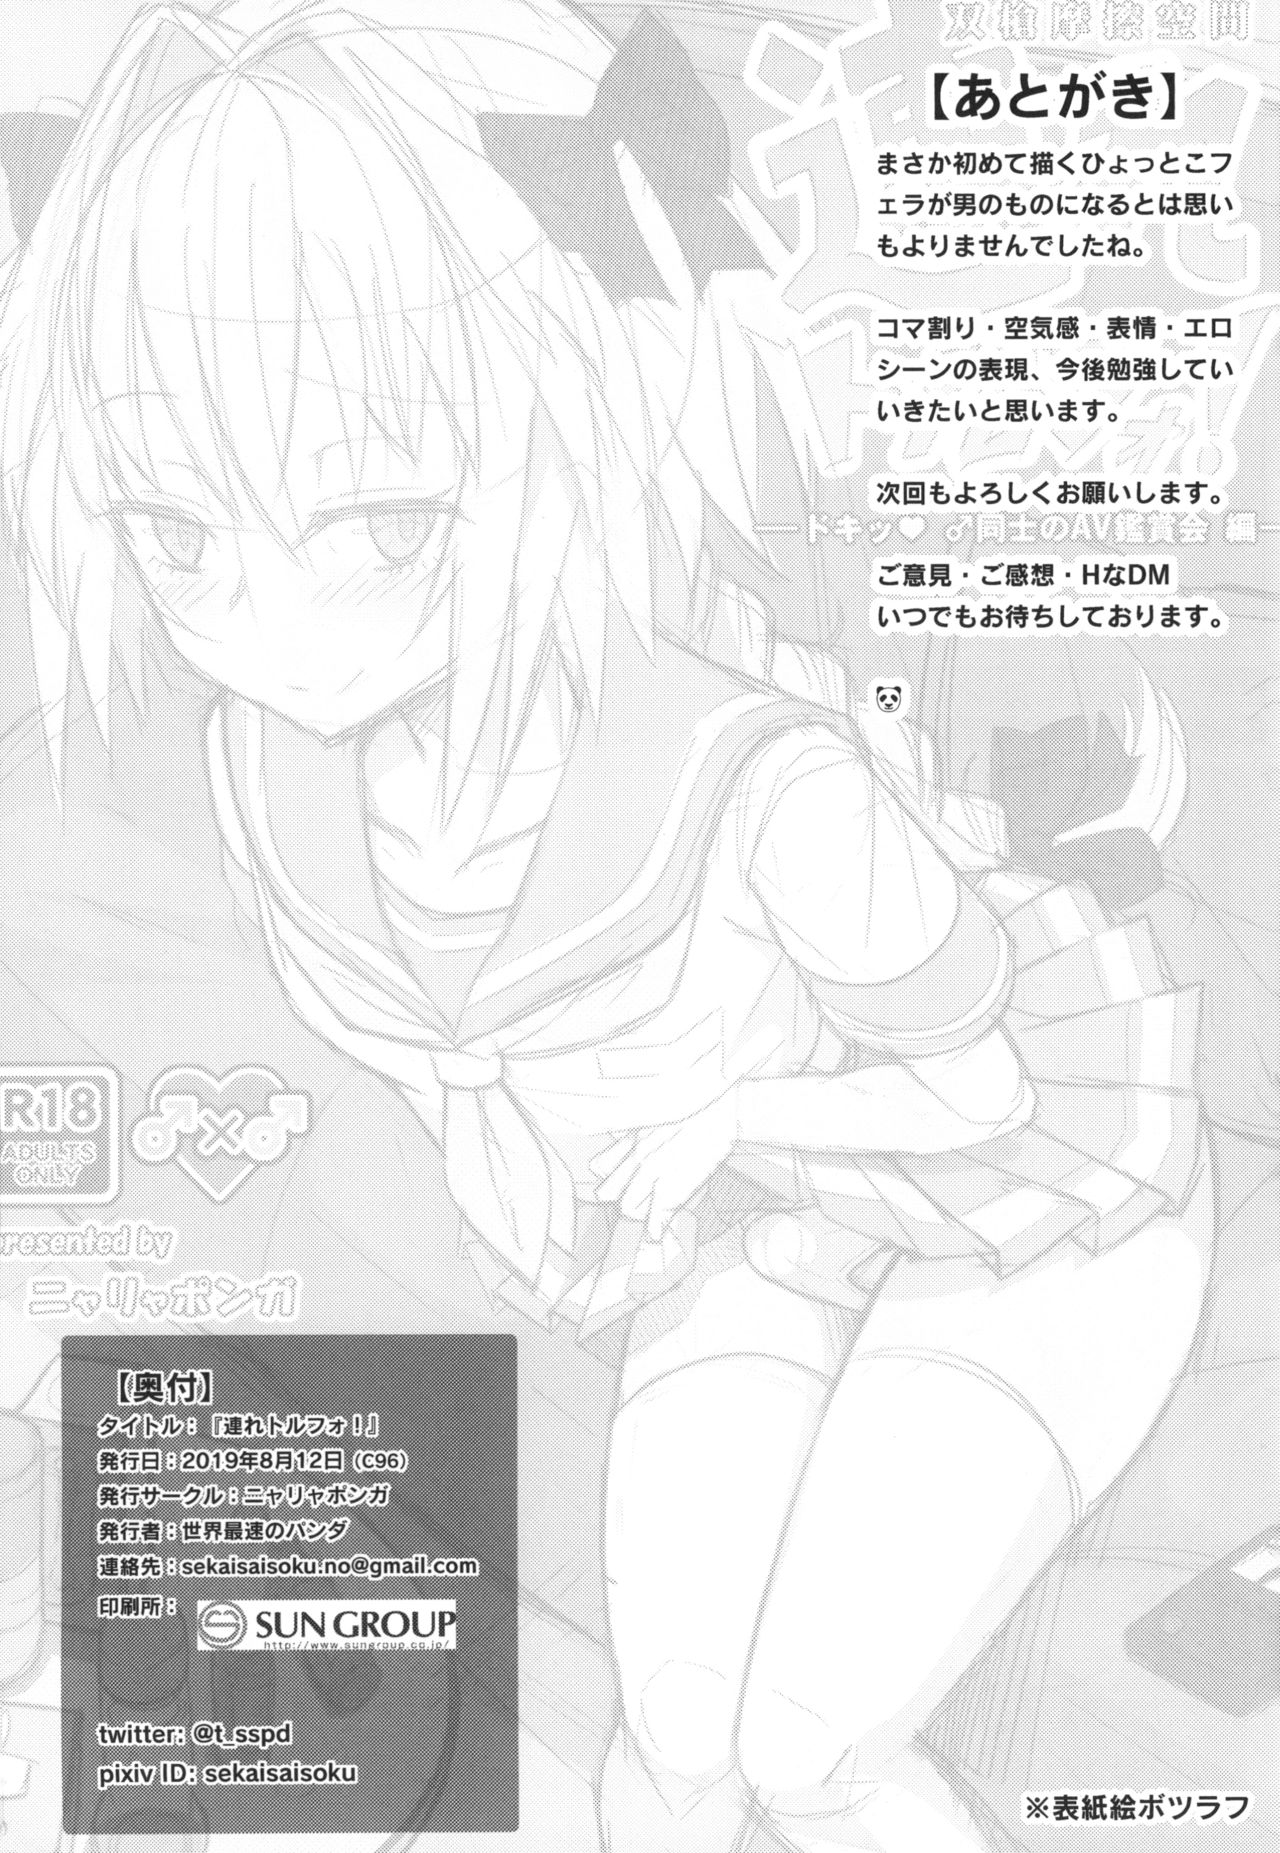 双槍摩擦空間
【あとがき】
まさか初めて描くひょっとこフ
ェラが男のものになるとは思い
もよりませんでしたね。
コマ割り・空気感・表情・エロ
シーンの表現、今後勉強してい
いきたいと思います。
次回もよろしくお願いします。
ドキッ♥ ♂同士のAV鑑賞会 編
ご意見・ご感想・HなDM
いつでもお待ちしております。
R18
ADULTS
ONLY
presented by
ニャリャポンガ
【奥付】
タイトル：『連れトルフォ！』
発行日：2019年8月12日（C96）
発行サークル：ニャリャポンガ
発行者：世界最速のパンダ
連絡先：sekaisaisoku.no@gmail.com
印刷所：
SUN GROUP
http://www.sungroup.co.jp/
twitter: @t_sspd
pixiv ID: sekaisaisoku
※表紙絵ボツラフ